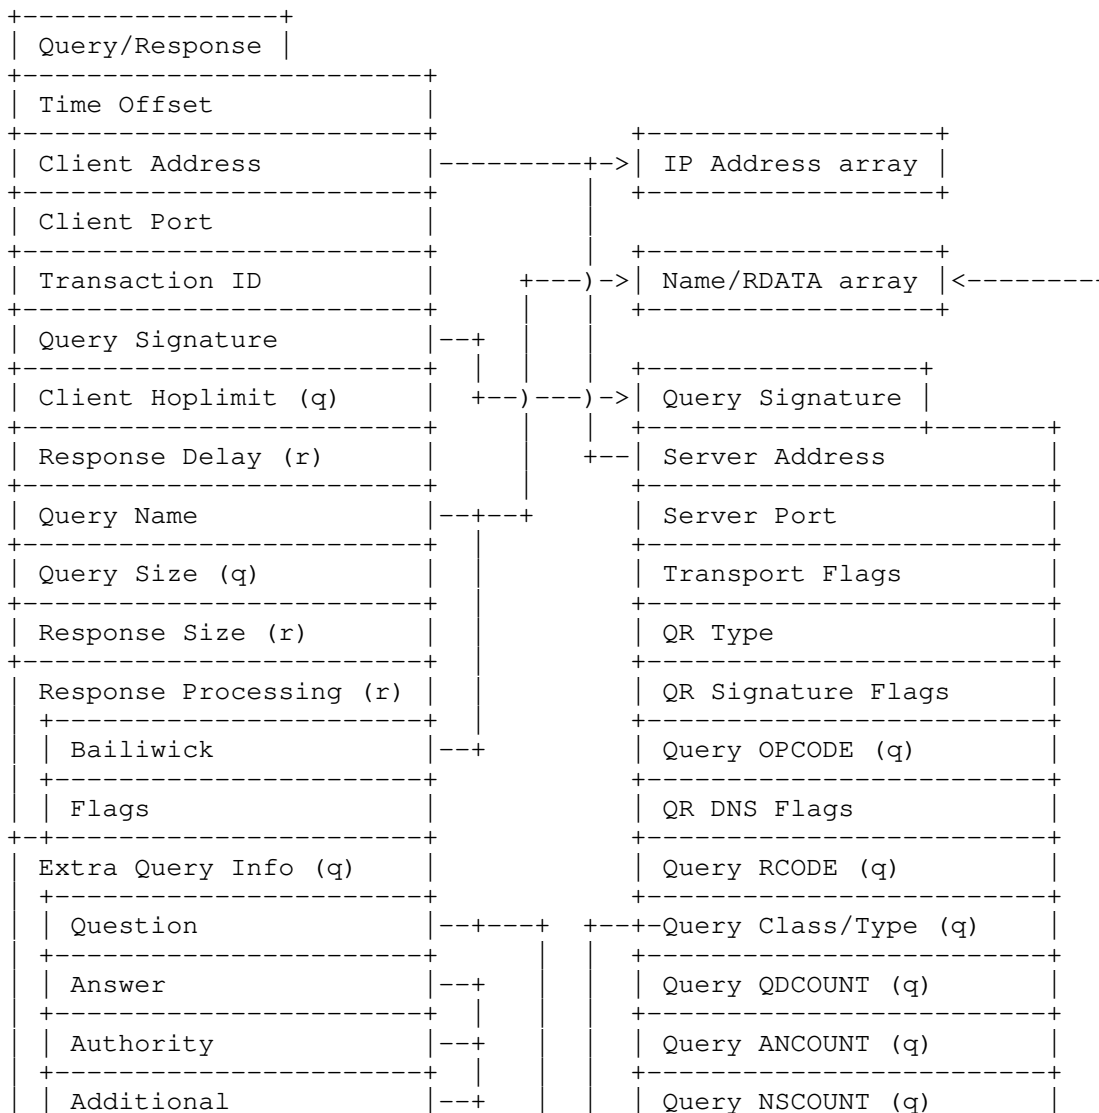 Query/Response
Time Offset
Client Address
IP Address array
Client Port
Transaction ID
Name/RDATA array
Query Signature
Client Hoplimit (q)
Query Signature
Response Delay (r)
Server Address
Query Name
Server Port
Query Size (q)
Transport Flags
Response Size (r)
QR Type
Response Processing (r)
QR Signature Flags
Bailiwick
Query OPCODE (q)
Flags
QR DNS Flags
Extra Query Info (q)
Query RCODE (q)
Question
Query Class/Type (q)
Answer
Query QDCOUNT (q)
Authority
Query ANCOUNT (q)
Additional
Query NSCOUNT (q)